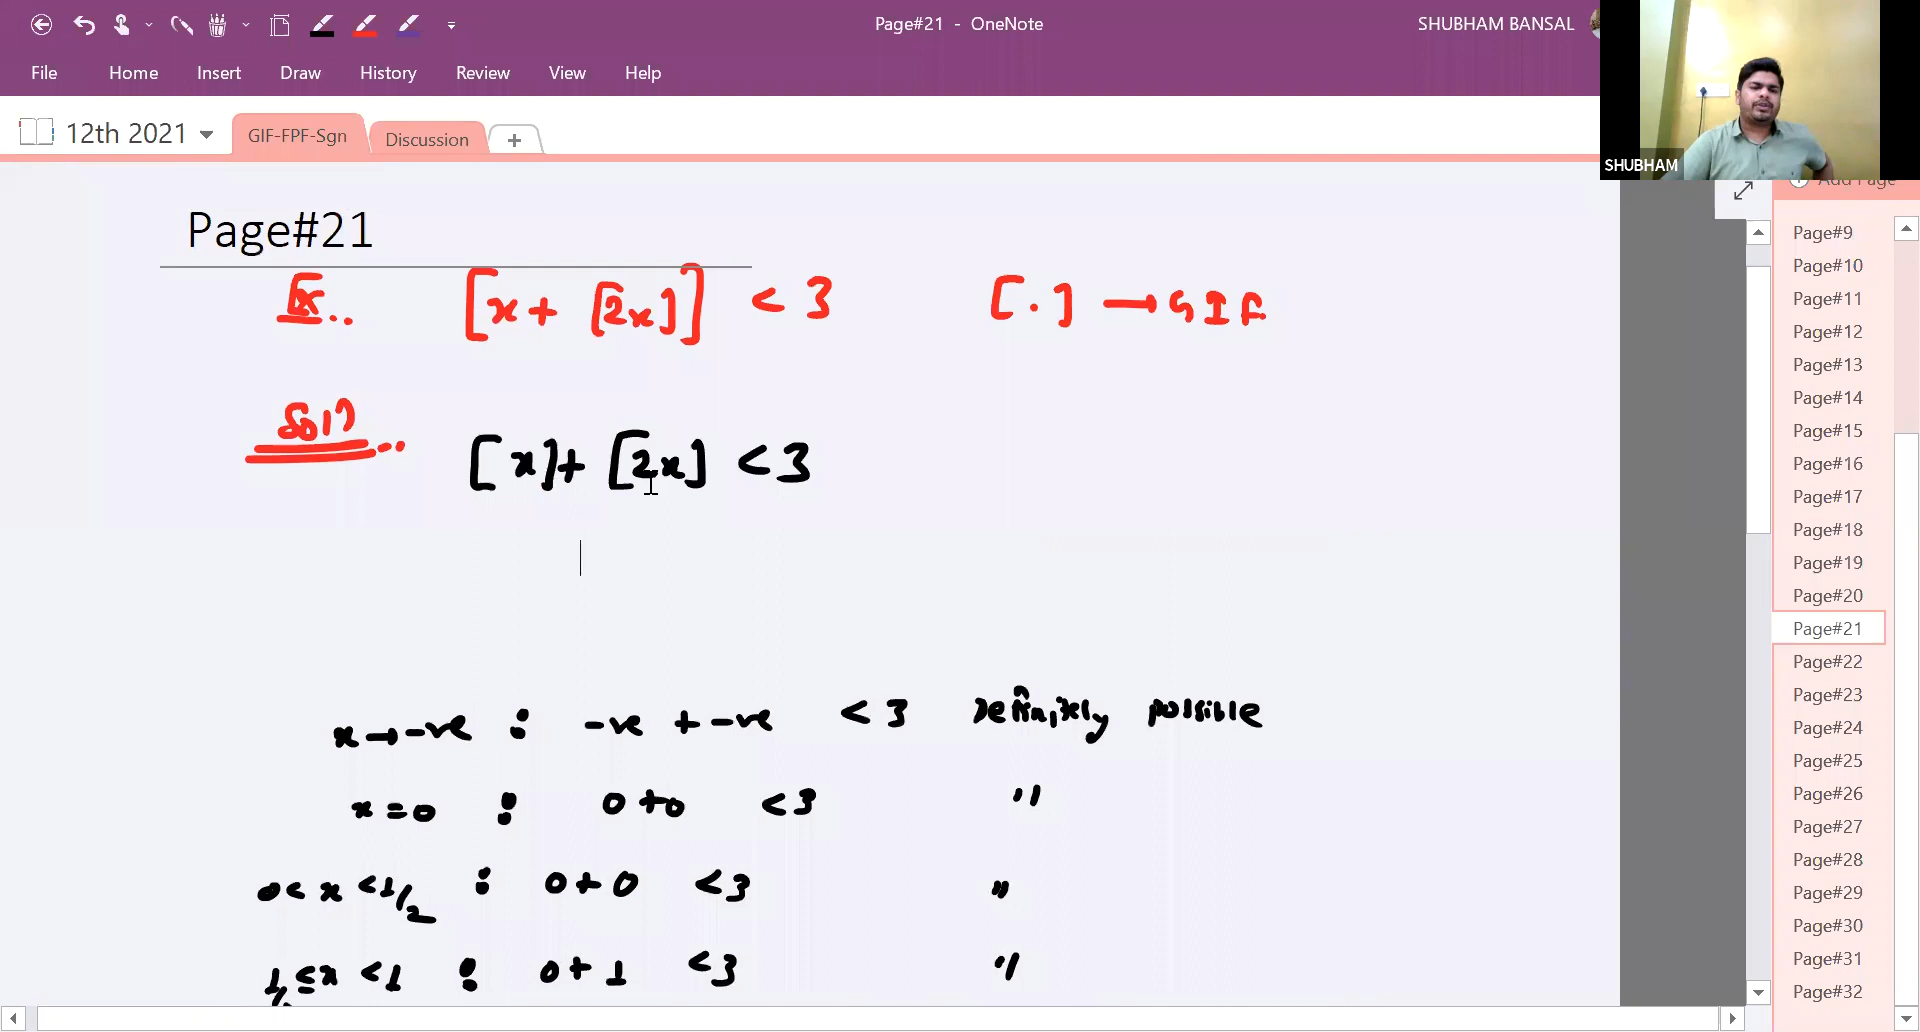 Page#21 - OneNote
SHUBHAM BANSAL
File Home Insert Draw History Review View Help
12th 2021
GIF-FPF-Sgn
Discussion
+
SHUBHAM
Add Page
Page#21
Ex..
[x + [2x]] < 3 [.] → GIF.
Soln..
[x] + [2x] < 3
x → -ve : -ve + -ve < 3 Definitely possible
x = 0 : 0 + 0 < 3 "
0 < x < 1/2 : 0 + 0 < 3 "
1/2 ≤ x < 1 : 0 + 1 < 3 "
Page#9
Page#10
Page#11
Page#12
Page#13
Page#14
Page#15
Page#16
Page#17
Page#18
Page#19
Page#20
Page#21
Page#22
Page#23
Page#24
Page#25
Page#26
Page#27
Page#28
Page#29
Page#30
Page#31
Page#32